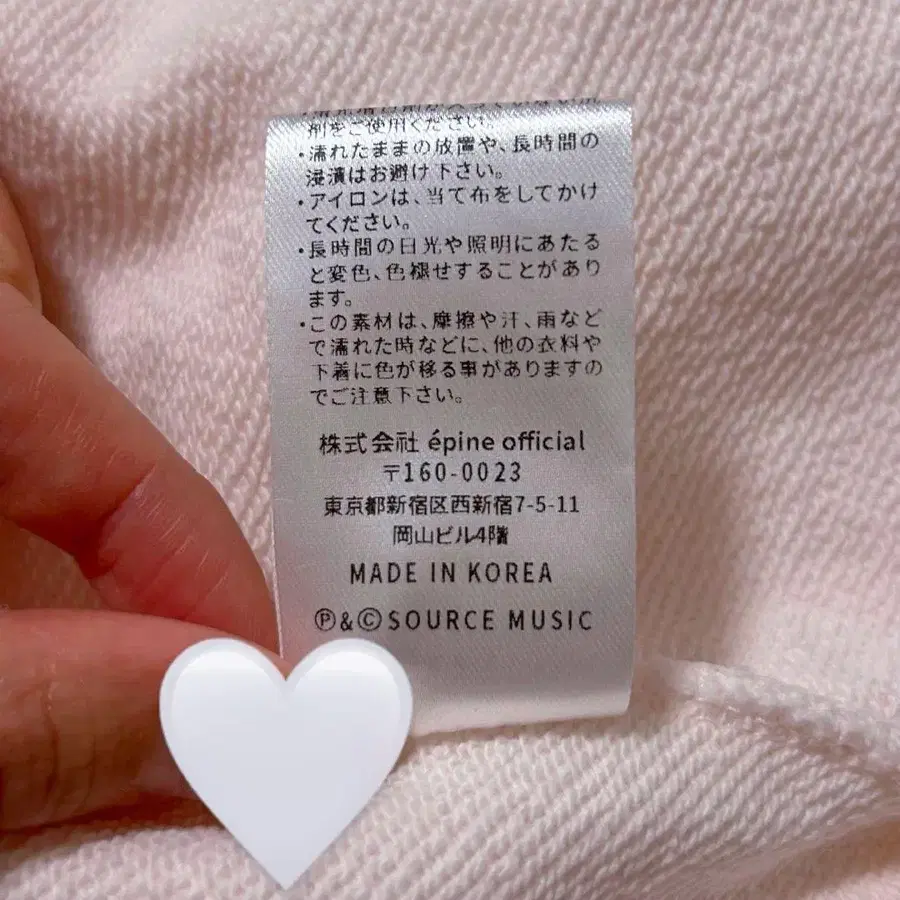 剤をご使用ください。
・濡れたままの放置や、長時間の
浸漬はお避け下さい。
・アイロンは、当て布をしてかけ
てください。
・長時間の日光や照明にあたる
と変色、色褪せすることがあり
ます。
・この素材は、摩擦や汗、雨など
で濡れた時などに、他の衣料や
下着に色が移る事がありますの
でご注意下さい。
株式会社 épine official
〒160-0023
東京都新宿区西新宿7-5-11
岡山ビル4階
MADE IN KOREA
Ⓟ&ⒸSOURCE MUSIC